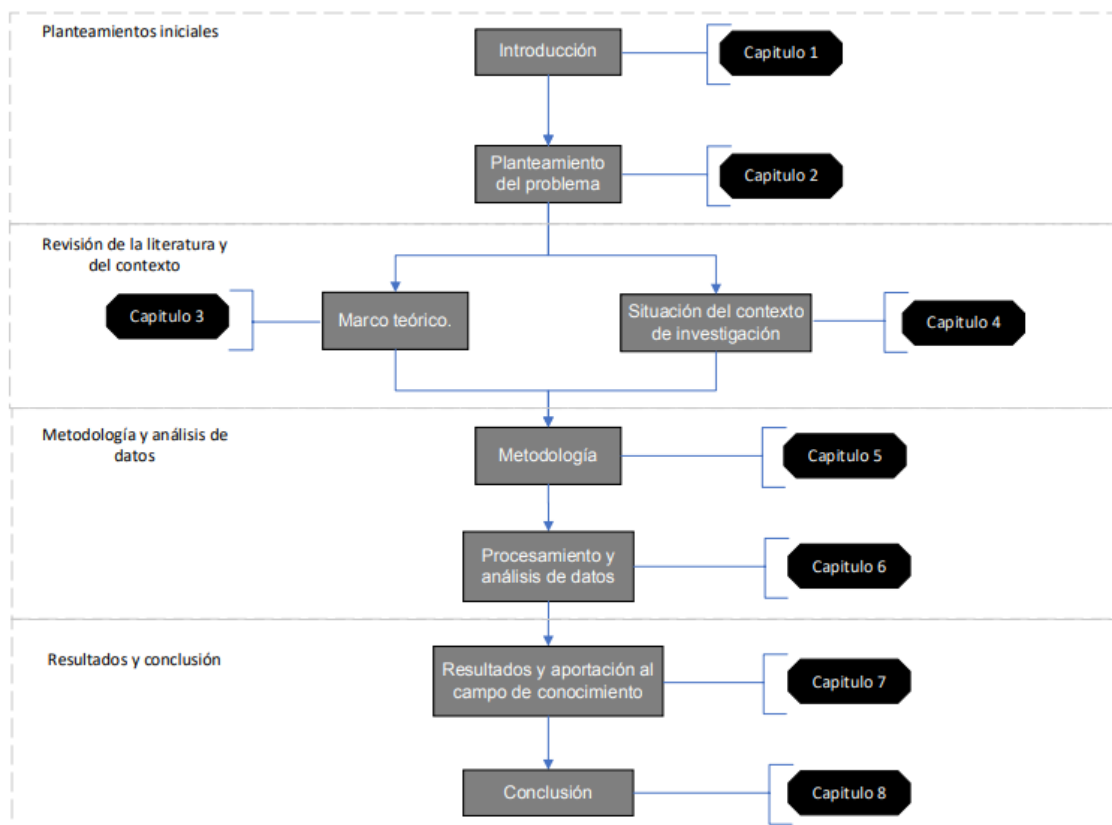 Planteamientos iniciales
Introducción
Capitulo 1
Planteamiento
del problema
Capitulo 2
Revisión de la literatura y
del contexto
Capitulo 3
Marco teórico.
Situación del contexto
de investigación
Capitulo 4
Metodología y análisis de
datos
Metodología
Capitulo 5
Procesamiento y
análisis de datos
Capitulo 6
Resultados y conclusión
Resultados y aportación al
campo de conocimiento
Capitulo 7
Conclusión
Capitulo 8